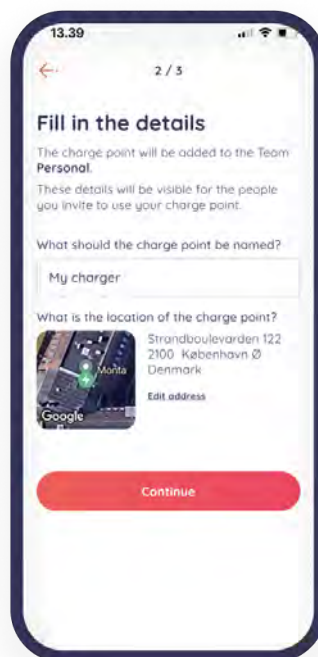 13.39
2 / 3
Fill in the details
The charge point will be added to the Team
Personal.
These details will be visible for the people
you invite to use your charge point.
What should the charge point be named?
My charger
What is the location of the charge point?
Monta
Google
Strandboulevarden 122
2100 København Ø
Denmark
Edit address
Continue